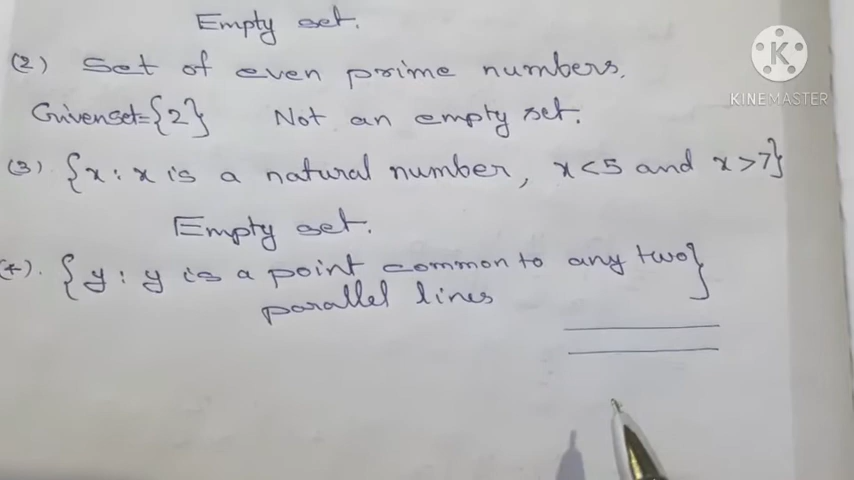 Empty set.
(2) Set of even prime numbers.
Givenset={2} Not an empty set.
(3) {x : x is a natural number, x<5 and x>7}
Empty set.
{y : y is a point common to any two
parallel lines}
KINEMASTER